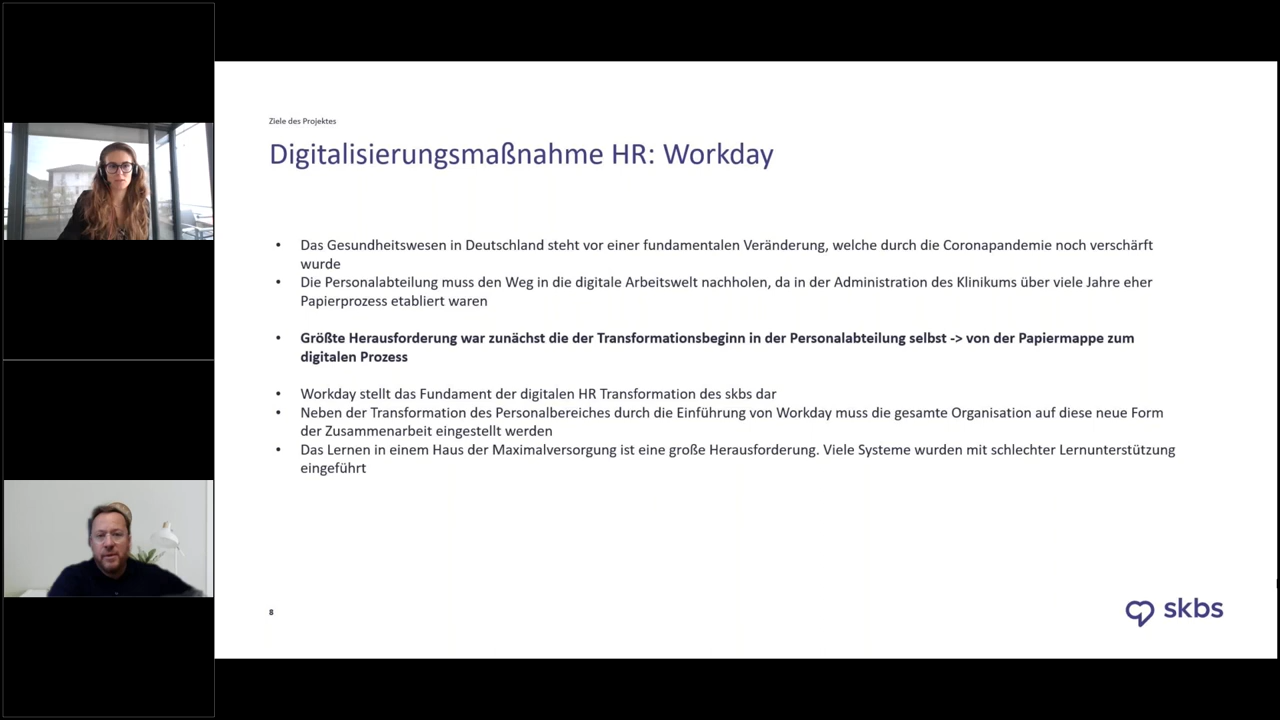 Ziele des Projektes
Digitalisierungsmaßnahme HR: Workday
• Das Gesundheitswesen in Deutschland steht vor einer fundamentalen Veränderung, welche durch die Coronapandemie noch verschärft
wurde
• Die Personalabteilung muss den Weg in die digitale Arbeitswelt nachholen, da in der Administration des Klinikums über viele Jahre eher
Papierprozess etabliert waren
• Größte Herausforderung war zunächst die der Transformationsbeginn in der Personalabteilung selbst -> von der Papiermappe zum
digitalen Prozess
• Workday stellt das Fundament der digitalen HR Transformation des skbs dar
• Neben der Transformation des Personalbereiches durch die Einführung von Workday muss die gesamte Organisation auf diese neue Form
der Zusammenarbeit eingestellt werden
• Das Lernen in einem Haus der Maximalversorgung ist eine große Herausforderung. Viele Systeme wurden mit schlechter Lernunterstützung
eingeführt
8
skbs